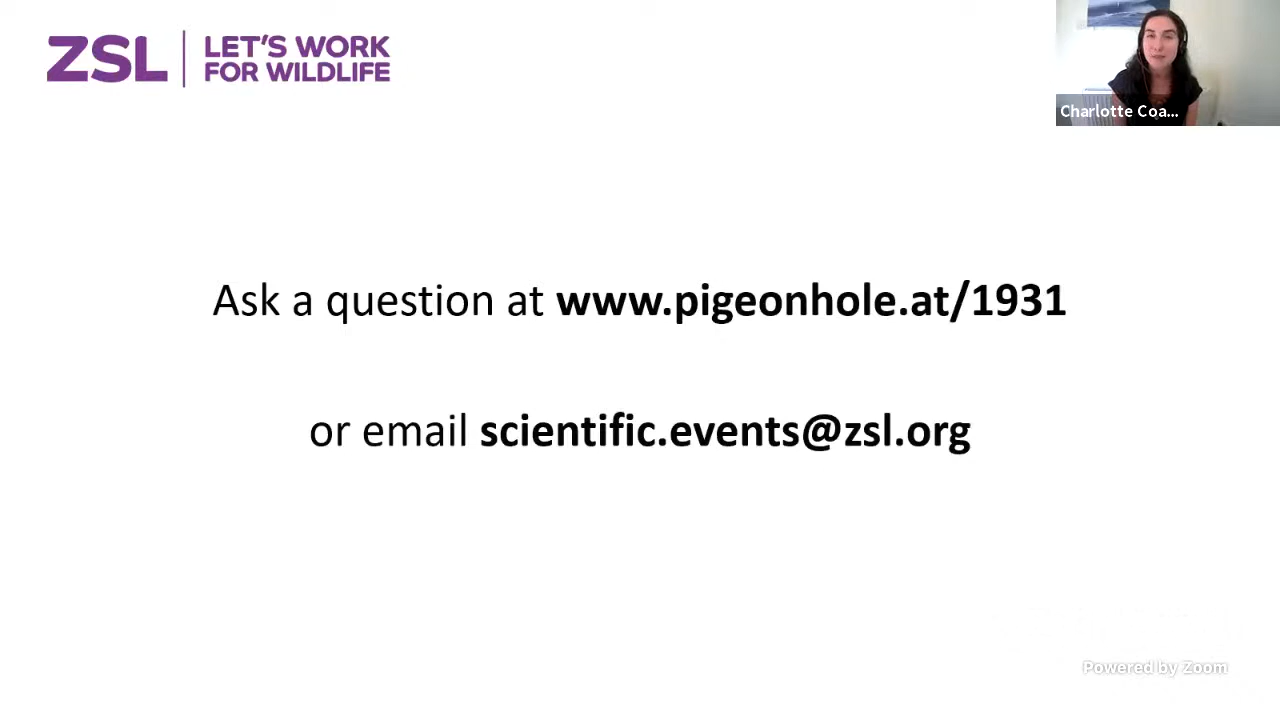 ZSL LET'S WORK
FOR WILDLIFE
Charlotte Coa...
Ask a question at www.pigeonhole.at/1931
or email scientific.events@zsl.org
Powered by Zoom